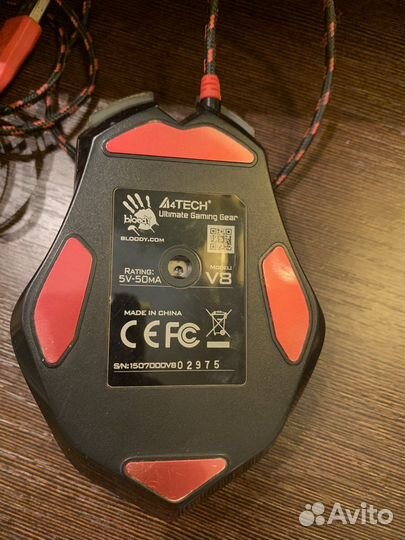 bloody
A4TECH®
Ultimate Gaming Gear
BLOODY.COM
RATING:
5V⎓50mA
MODEL:
V8
MADE IN CHINA
CE FC
S/N:1507000V802975
Avito